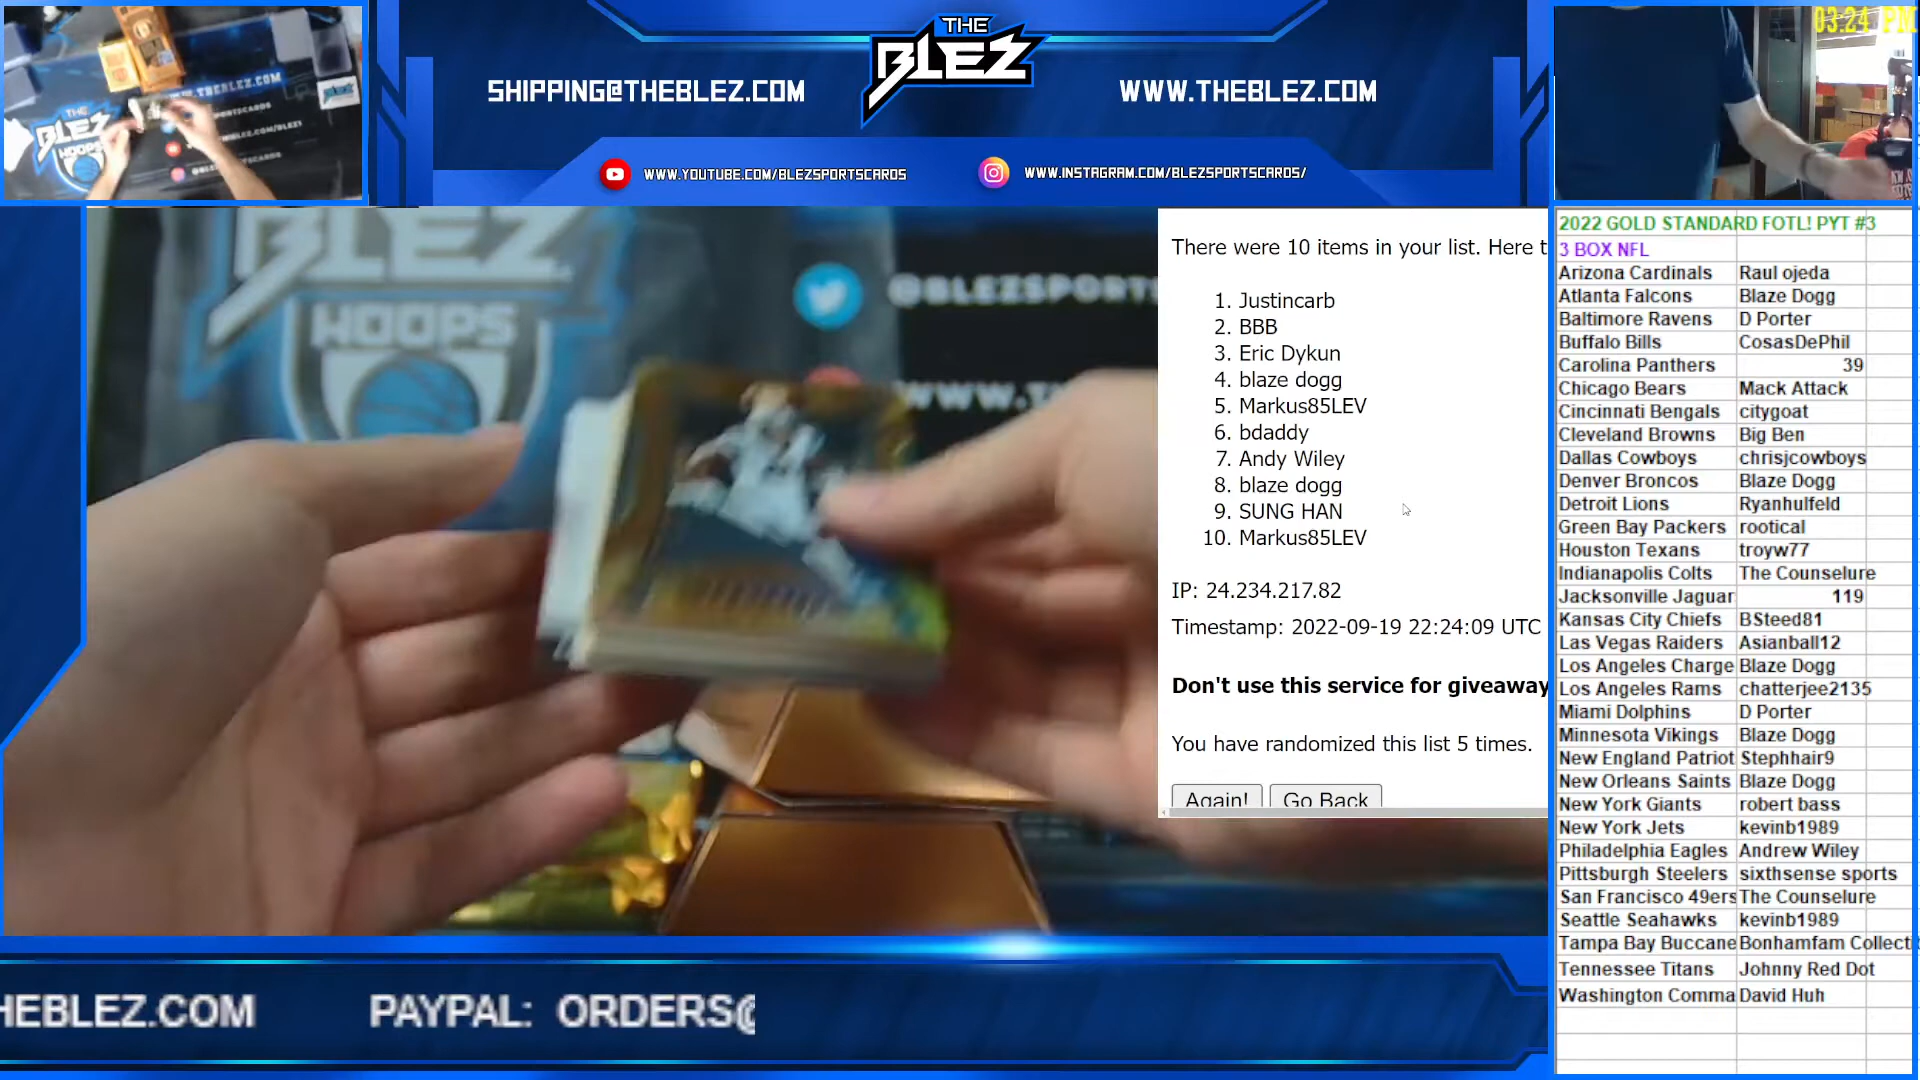 THE BLEZ
SHIPPING@THEBLEZ.COM
WWW.THEBLEZ.COM
WWW.YOUTUBE.COM/BLEZSPORTSCARDS
WWW.INSTAGRAM.COM/BLEZSPORTSCARDS/
03:24 PM
THE BLEZ HOOPS
BLEZ
HOOPS
@BLEZSPORTS
WWW.
There were 10 items in your list. Here t
1. Justincarb
2. BBB
3. Eric Dykun
4. blaze dogg
5. Markus85LEV
6. bdaddy
7. Andy Wiley
8. blaze dogg
9. SUNG HAN
10. Markus85LEV
IP: 24.234.217.82
Timestamp: 2022-09-19 22:24:09 UTC
Don't use this service for giveaway
You have randomized this list 5 times.
Again! Go Back
2022 GOLD STANDARD FOTL! PYT #3
3 BOX NFL
Arizona Cardinals Raul ojeda
Atlanta Falcons Blaze Dogg
Baltimore Ravens D Porter
Buffalo Bills CosasDePhil
Carolina Panthers 39
Chicago Bears Mack Attack
Cincinnati Bengals citygoat
Cleveland Browns Big Ben
Dallas Cowboys chrisjcowboys
Denver Broncos Blaze Dogg
Detroit Lions Ryanhulfeld
Green Bay Packers rootical
Houston Texans troyw77
Indianapolis Colts The Counselure
Jacksonville Jaguar 119
Kansas City Chiefs BSteed81
Las Vegas Raiders Asianball12
Los Angeles Charge Blaze Dogg
Los Angeles Rams chatterjee2135
Miami Dolphins D Porter
Minnesota Vikings Blaze Dogg
New England Patriot Stephhair9
New Orleans Saints Blaze Dogg
New York Giants robert bass
New York Jets kevinb1989
Philadelphia Eagles Andrew Wiley
Pittsburgh Steelers sixthsense sports
San Francisco 49ers The Counselure
Seattle Seahawks kevinb1989
Tampa Bay Buccane Bonhamfam Collecti
Tennessee Titans Johnny Red Dot
Washington Comma David Huh
HEBLEZ.COM PAYPAL: ORDERS@